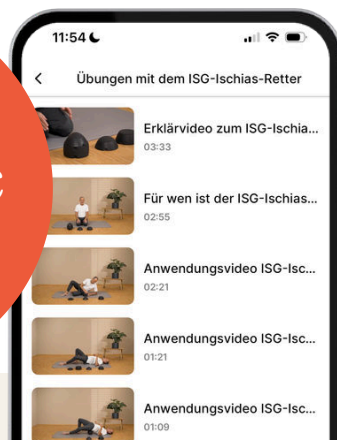 11:54
Übungen mit dem ISG-Ischias-Retter
Erklärvideo zum ISG-Ischia...
03:33
Für wen ist der ISG-Ischias...
02:55
Anwendungsvideo ISG-Isc...
02:21
Anwendungsvideo ISG-Isc...
01:21
Anwendungsvideo ISG-Isc...
01:09